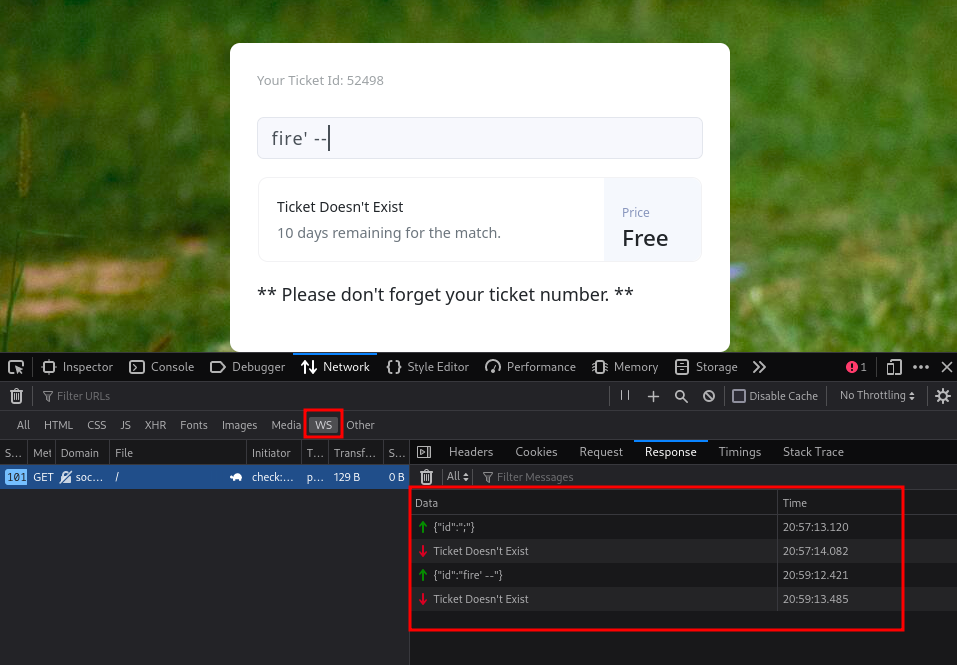 Your Ticket Id: 52498
fire' --
Ticket Doesn't Exist
10 days remaining for the match.
Price
Free
** Please don't forget your ticket number. **
Inspector Console Debugger Network Style Editor Performance Memory Storage 1
Filter URLs Disable Cache No Throttling
All HTML CSS JS XHR Fonts Images Media WS Other
S... Met Domain File Initiator T... Transf... S...
101 GET soc... / check:... p... 129 B 0 B
Headers Cookies Request Response Timings Stack Trace
All Filter Messages
Data Time
{"id":";"} 20:57:13.120
Ticket Doesn't Exist 20:57:14.082
{"id":"fire' --"} 20:59:12.421
Ticket Doesn't Exist 20:59:13.485